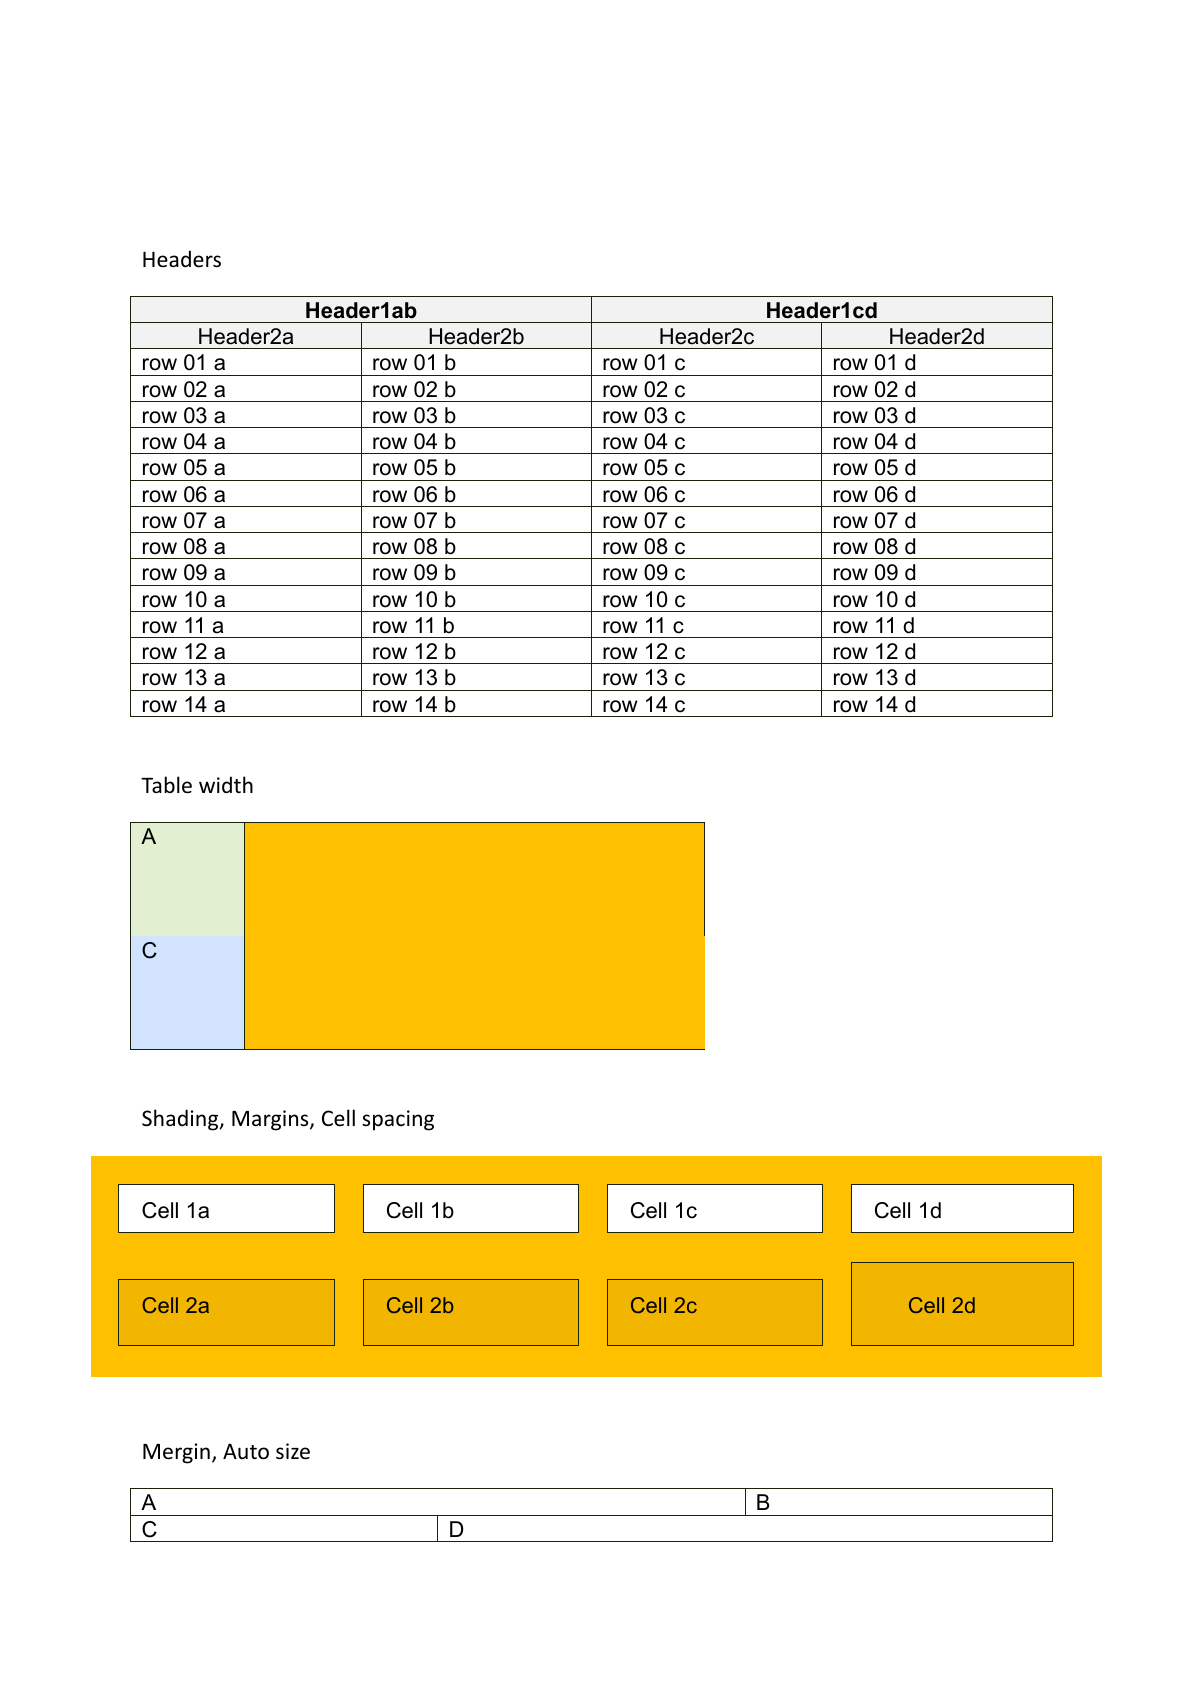 Headers
Header1ab Header1cd
Header2a Header2b Header2c Header2d
row 01 a row 01 b row 01 c row 01 d
row 02 a row 02 b row 02 c row 02 d
row 03 a row 03 b row 03 c row 03 d
row 04 a row 04 b row 04 c row 04 d
row 05 a row 05 b row 05 c row 05 d
row 06 a row 06 b row 06 c row 06 d
row 07 a row 07 b row 07 c row 07 d
row 08 a row 08 b row 08 c row 08 d
row 09 a row 09 b row 09 c row 09 d
row 10 a row 10 b row 10 c row 10 d
row 11 a row 11 b row 11 c row 11 d
row 12 a row 12 b row 12 c row 12 d
row 13 a row 13 b row 13 c row 13 d
row 14 a row 14 b row 14 c row 14 d
Table width
A
C
Shading, Margins, Cell spacing
Cell 1a Cell 1b Cell 1c Cell 1d
Cell 2a Cell 2b Cell 2c Cell 2d
Mergin, Auto size
A B
C D